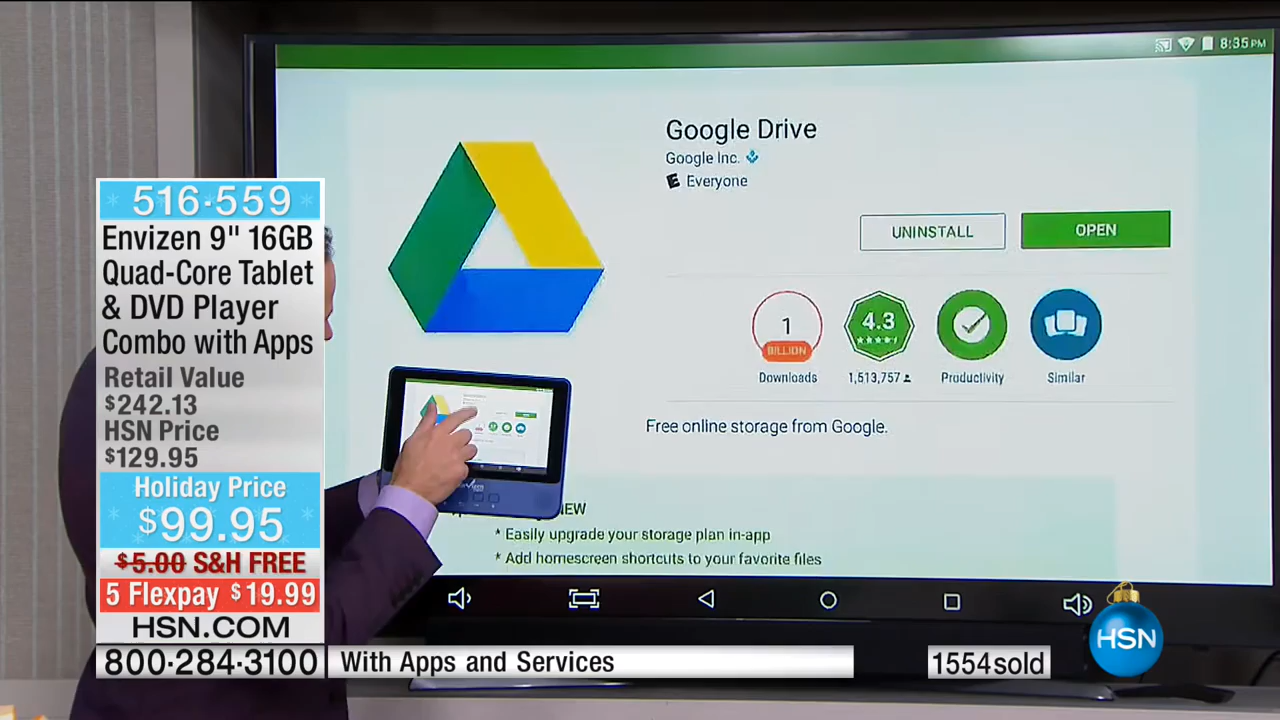 8:35 PM
Google Drive
Google Inc.
Everyone
UNINSTALL
OPEN
1
BILLION
Downloads
4.3
1,513,757
Productivity
Similar
Free online storage from Google.
NEW
* Easily upgrade your storage plan in-app
* Add homescreen shortcuts to your favorite files
516-559
Envizen 9" 16GB
Quad-Core Tablet
& DVD Player
Combo with Apps
Retail Value
$242.13
HSN Price
$129.95
Holiday Price
$99.95
$5.00 S&H FREE
5 Flexpay $19.99
HSN.COM
800-284-3100
With Apps and Services
1554 sold
HSN